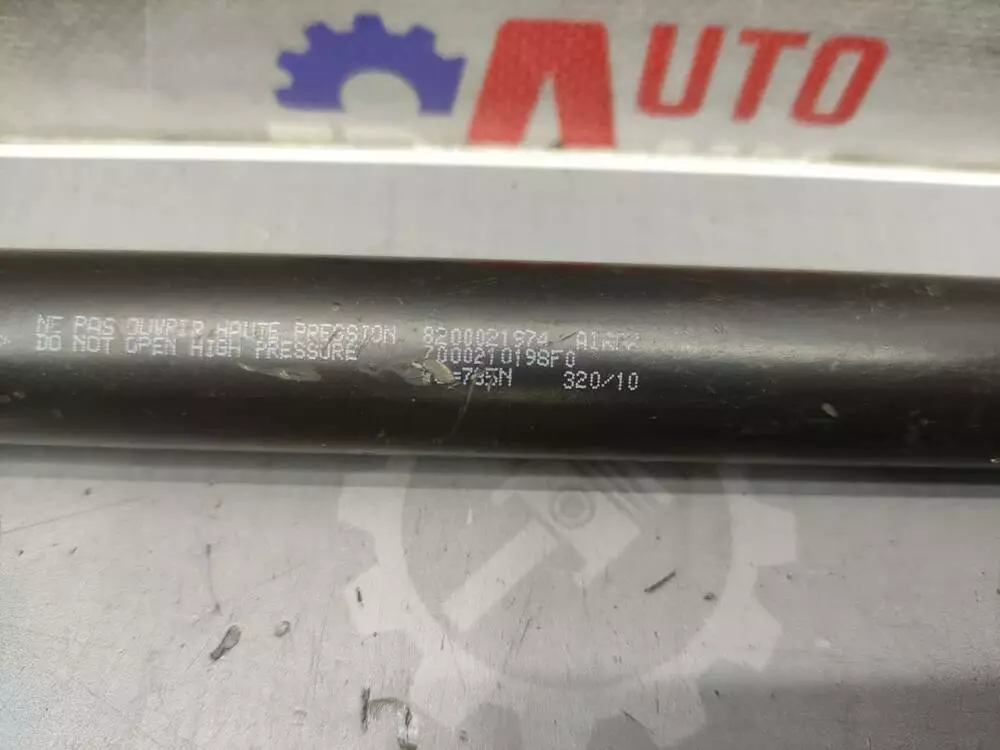 AUTO
NE PAS OUVRIR HAUTE PRESSION 8200021974
DO NOT OPEN HIGH PRESSURE 7000210198F0
320/10